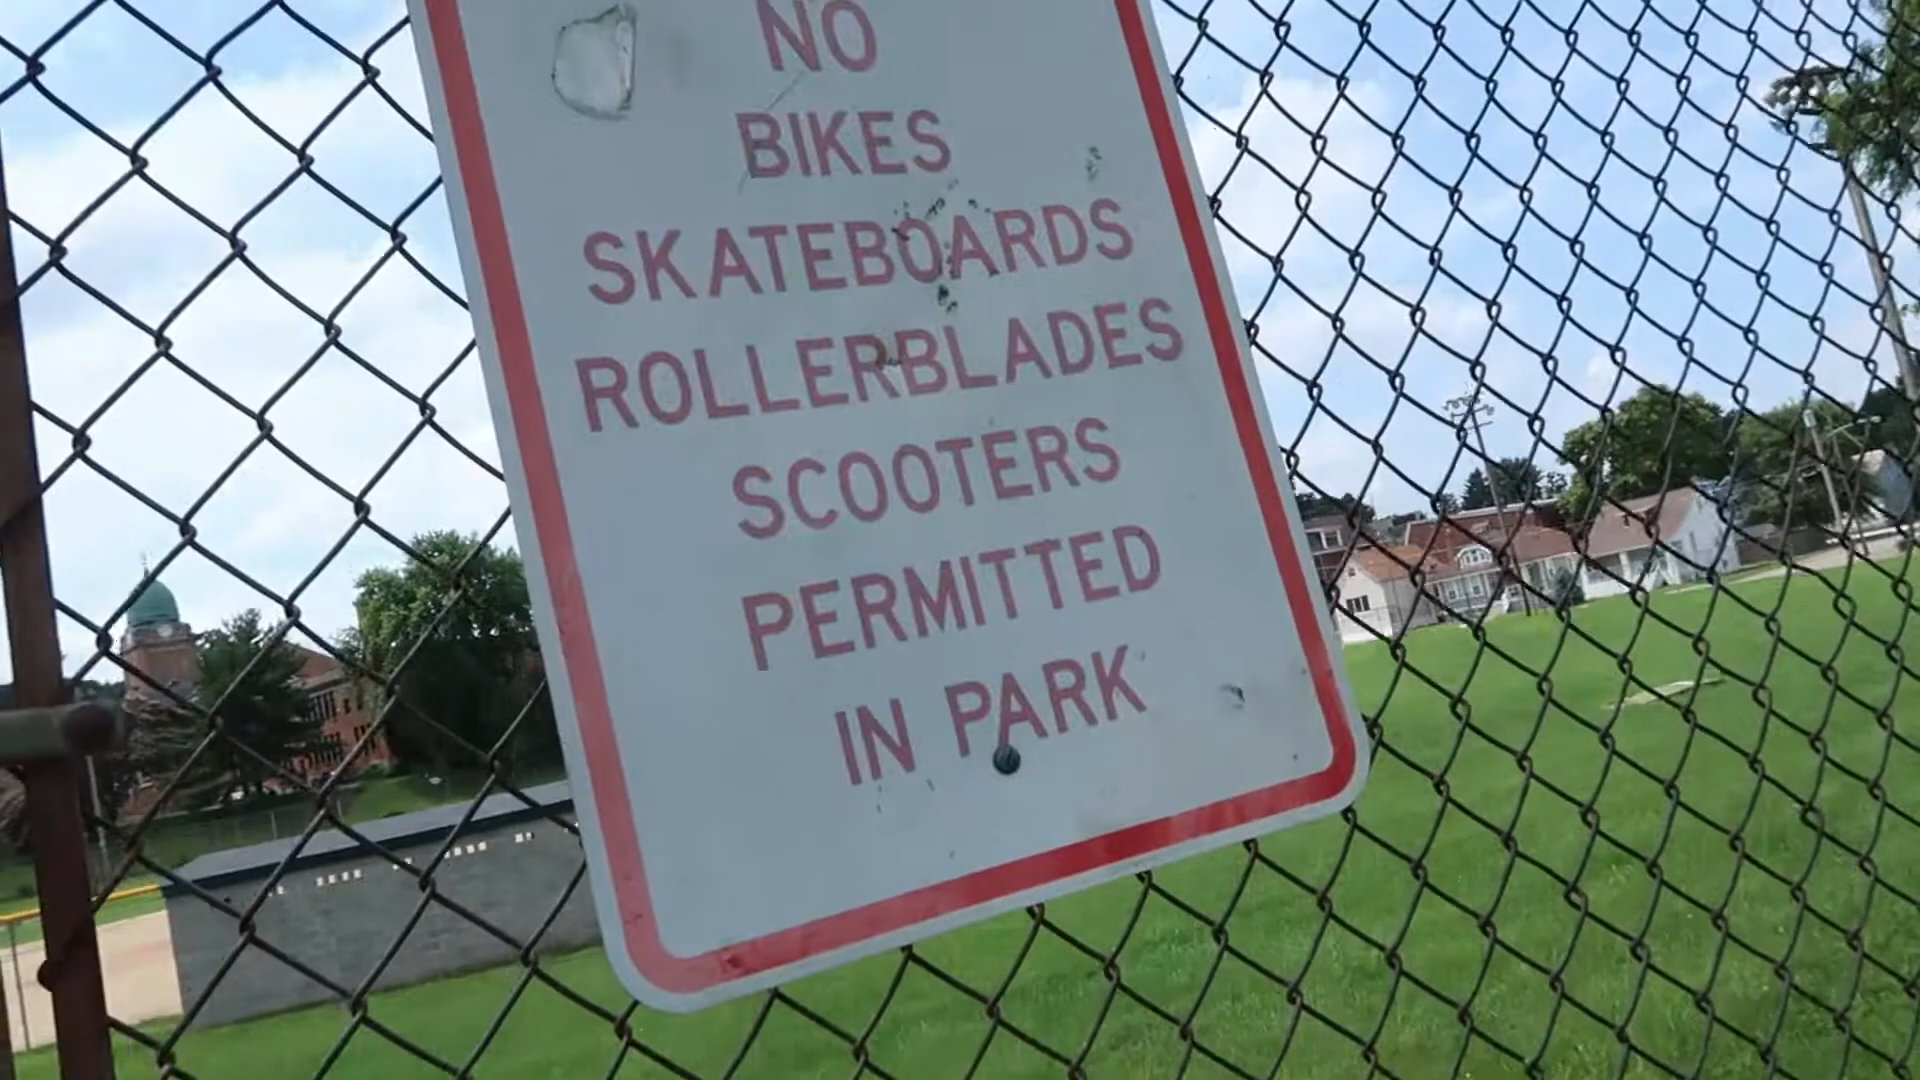 NO
BIKES
SKATEBOARDS
ROLLERBLADES
SCOOTERS
PERMITTED
IN PARK